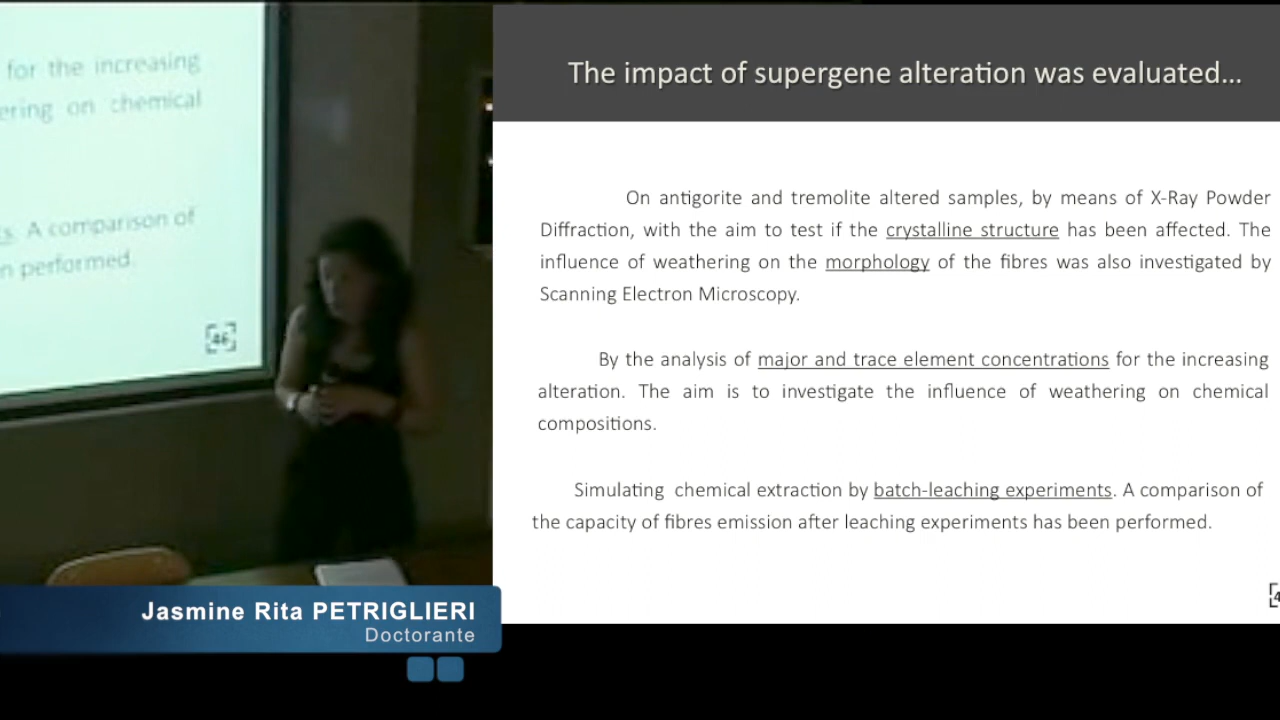 for the increasing
ering on chemical
s. A comparison of
n performed.
46
The impact of supergene alteration was evaluated...
On antigorite and tremolite altered samples, by means of X-Ray Powder
Diffraction, with the aim to test if the crystalline structure has been affected. The
influence of weathering on the morphology of the fibres was also investigated by
Scanning Electron Microscopy.
By the analysis of major and trace element concentrations for the increasing
alteration. The aim is to investigate the influence of weathering on chemical
compositions.
Simulating chemical extraction by batch-leaching experiments. A comparison of
the capacity of fibres emission after leaching experiments has been performed.
4
Jasmine Rita PETRIGLIERI
Doctorante